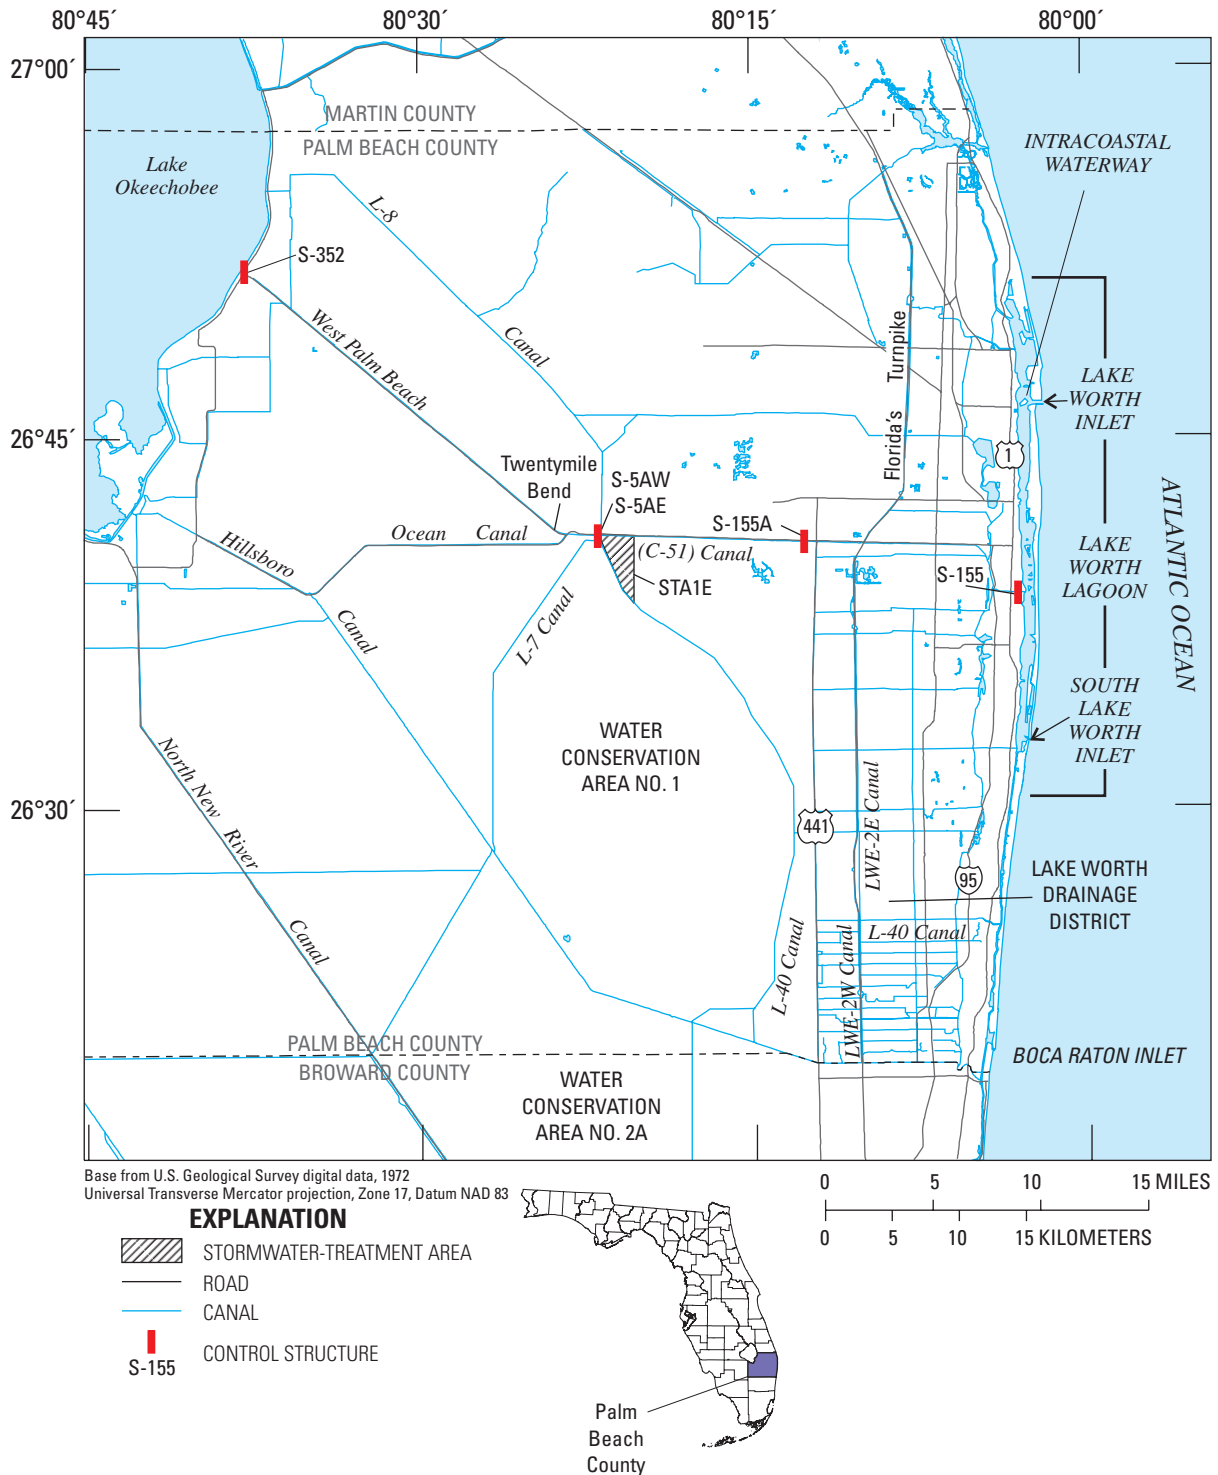 80°45´ 80°30´ 80°15´ 80°00´
27°00´
MARTIN COUNTY
PALM BEACH COUNTY
INTRACOASTAL
WATERWAY
Lake
Okeechobee
L-8
S-352
West Palm Beach
Canal
Florida's Turnpike
LAKE
WORTH
INLET
26°45´
1
Twentymile
Bend
S-5AW
S-5AE
ATLANTIC OCEAN
Hillsboro
Canal
Ocean Canal
S-155A
(C-51) Canal
LAKE
WORTH
LAGOON
S-155
STA1E
L-7 Canal
SOUTH
LAKE
WORTH
INLET
WATER
CONSERVATION
AREA NO. 1
North New River Canal
26°30´
441
LWE-2E Canal
95
LAKE WORTH
DRAINAGE
DISTRICT
L-40 Canal
L-40 Canal
LWE-2W Canal
PALM BEACH COUNTY
BROWARD COUNTY
BOCA RATON INLET
WATER
CONSERVATION
AREA NO. 2A
Base from U.S. Geological Survey digital data, 1972
Universal Transverse Mercator projection, Zone 17, Datum NAD 83
0 5 10 15 MILES
0 5 10 15 KILOMETERS
EXPLANATION
STORMWATER-TREATMENT AREA
ROAD
CANAL
S-155 CONTROL STRUCTURE
Palm
Beach
County